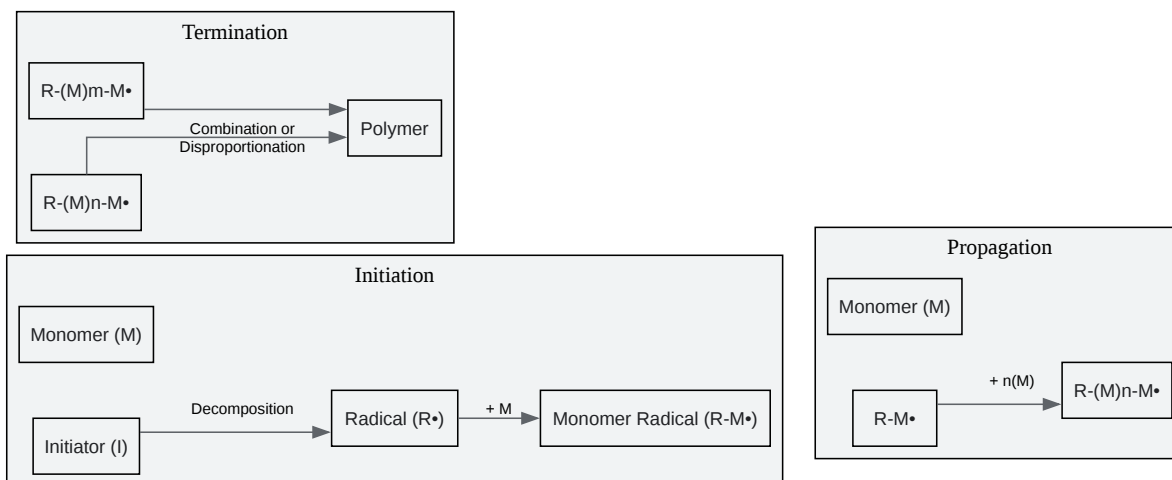 Termination
R-(M)m-M•
Combination or
Disproportionation
Polymer
R-(M)n-M•
Initiation
Monomer (M)
Decomposition
Initiator (I)
Radical (R•)
+ M
Monomer Radical (R-M•)
Propagation
Monomer (M)
+ n(M)
R-M•
R-(M)n-M•